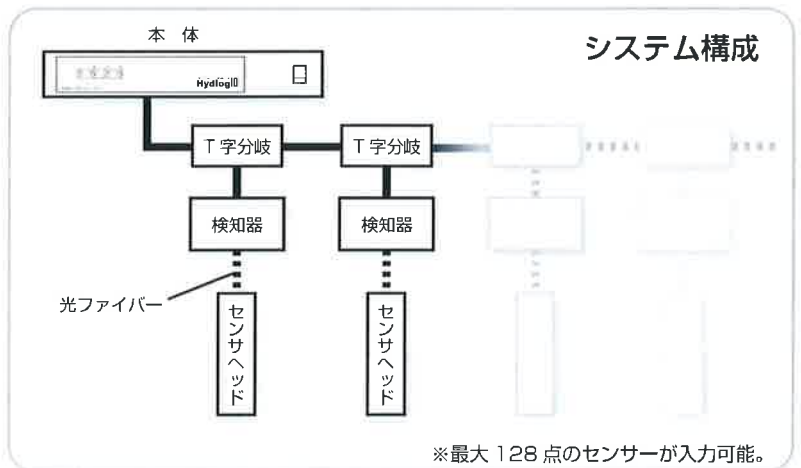 本 体
システム構成
HydlogIQ
T 字分岐
T 字分岐
検知器
検知器
光ファイバー
センサヘッド
センサヘッド
※最大 128 点のセンサーが入力可能。